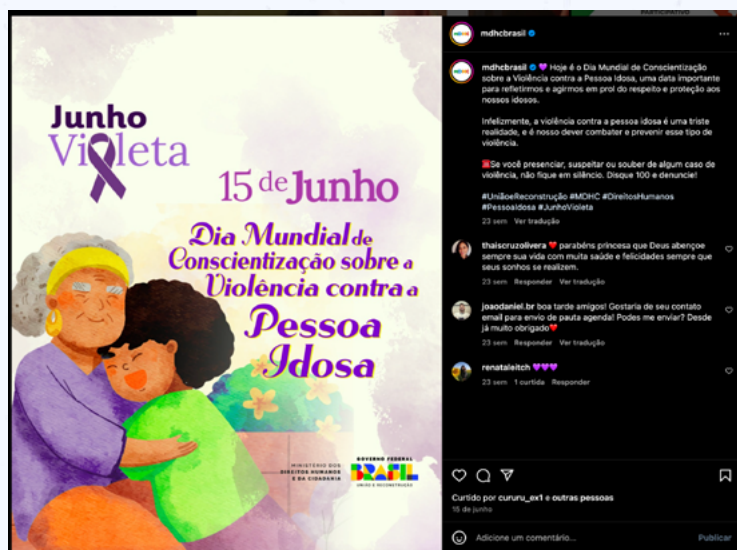 Junho
Violeta
15 de Junho
Dia Mundial de
Conscientização sobre a
Violência contra a
Pessoa
Idosa
MINISTÉRIO DOS
DIREITOS HUMANOS
E DA CIDADANIA
GOVERNO FEDERAL
BRASIL
UNIÃO E RECONSTRUÇÃO
mdhcbrasil
mdhcbrasil 💜 Hoje é o Dia Mundial de Conscientização
sobre a Violência contra a Pessoa Idosa, uma data importante
para refletirmos e agirmos em prol do respeito e proteção aos
nossos idosos.
Infelizmente, a violência contra a pessoa idosa é uma triste
realidade, e é nosso dever combater e prevenir esse tipo de
violência.
🚨Se você presenciar, suspeitar ou souber de algum caso de
violência, não fique em silêncio. Disque 100 e denuncie!
#UniãoeReconstrução #MDHC #DireitosHumanos
#PessoaIdosa #JunhoVioleta
23 sem Ver tradução
thaiscruzolivera ❤️ parabéns princesa que Deus abençoe
sempre sua vida com muita saúde e felicidades sempre que
seus sonhos se realizem.
23 sem Responder Ver tradução
joaodaniel.br boa tarde amigos! Gostaria de seu contato
email para envio de pauta agenda! Podes me enviar? Desde
já muito obrigado❤️
23 sem Responder Ver tradução
renataleitch 💜💜💜
23 sem 1 curtida Responder
Curtido por cururu_ex1 e outras pessoas
15 de junho
Adicione um comentário... Publicar